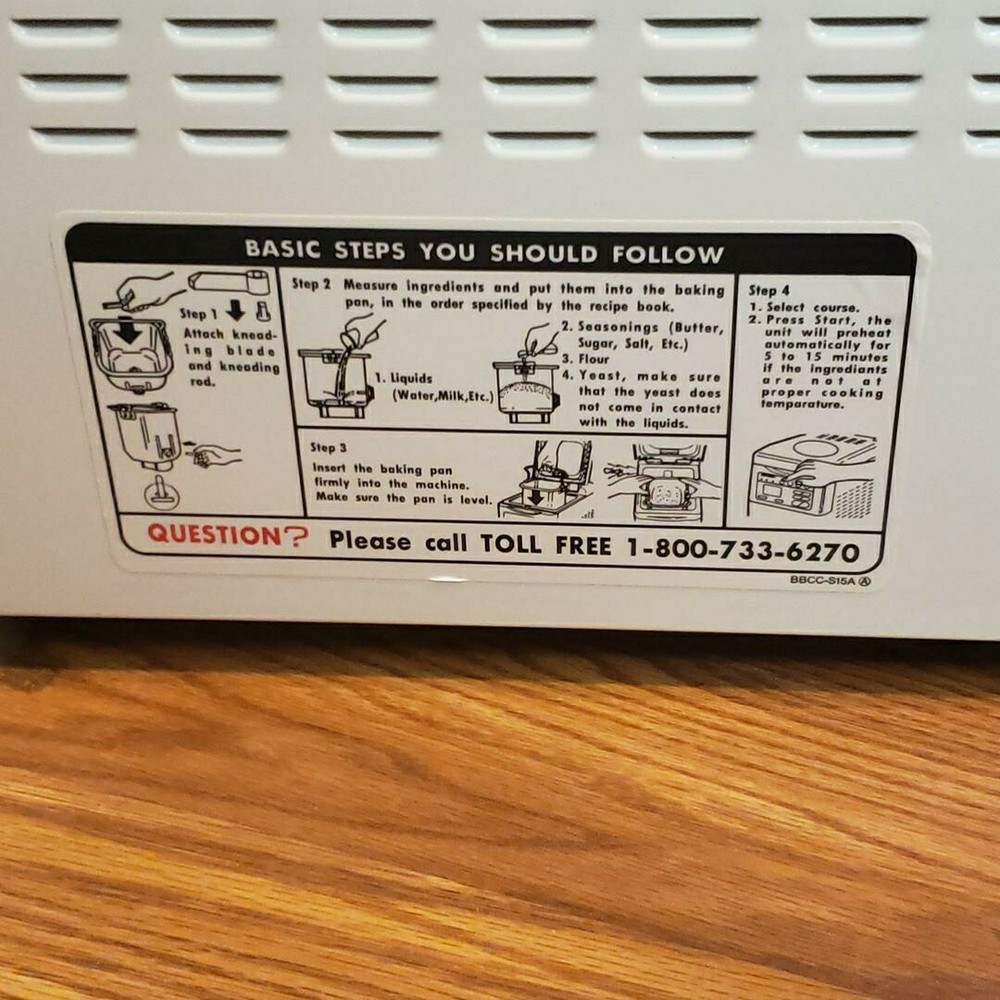 BASIC STEPS YOU SHOULD FOLLOW
Step 1
Attach knead-
ing blade
and kneading
rod.
Step 2 Measure ingredients and put them into the baking
pan, in the order specified by the recipe book.
1. Liquids
(Water,Milk,Etc.)
2. Seasonings (Butter,
Sugar, Salt, Etc.)
3. Flour
4. Yeast, make sure
that the yeast does
not come in contact
with the liquids.
Step 3
Insert the baking pan
firmly into the machine.
Make sure the pan is level.
Step 4
1. Select course.
2. Press Start, the
unit will preheat
automatically for
5 to 15 minutes
if the ingrediants
are not at
proper cooking
temparature.
QUESTION? Please call TOLL FREE 1-800-733-6270
BBCC-S15A Ⓐ